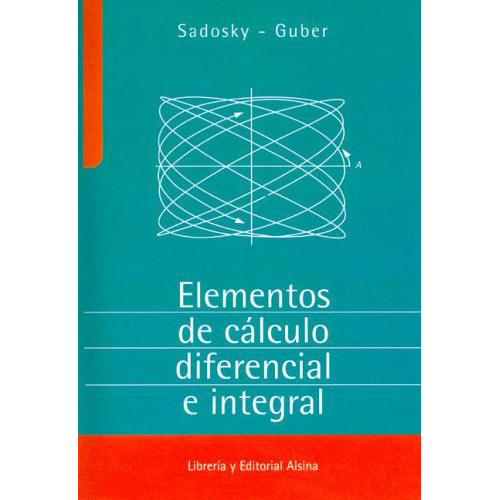 Sadosky - Guber
A
Elementos
de cálculo
diferencial
e integral
Librería y Editorial Alsina